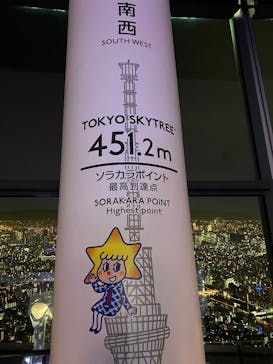 南西
SOUTH WEST
TOKYO SKYTREE
451.2m
ソラカラポイント
最高到達点
SORAKARA POINT
Highest point